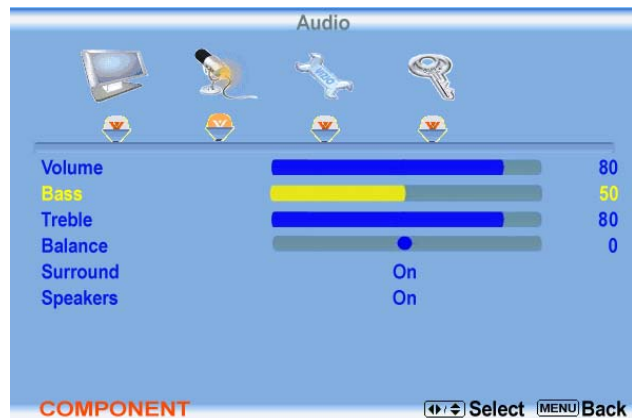 Audio
Volume 80
Bass 50
Treble 80
Balance 0
Surround On
Speakers On
COMPONENT Select MENU Back